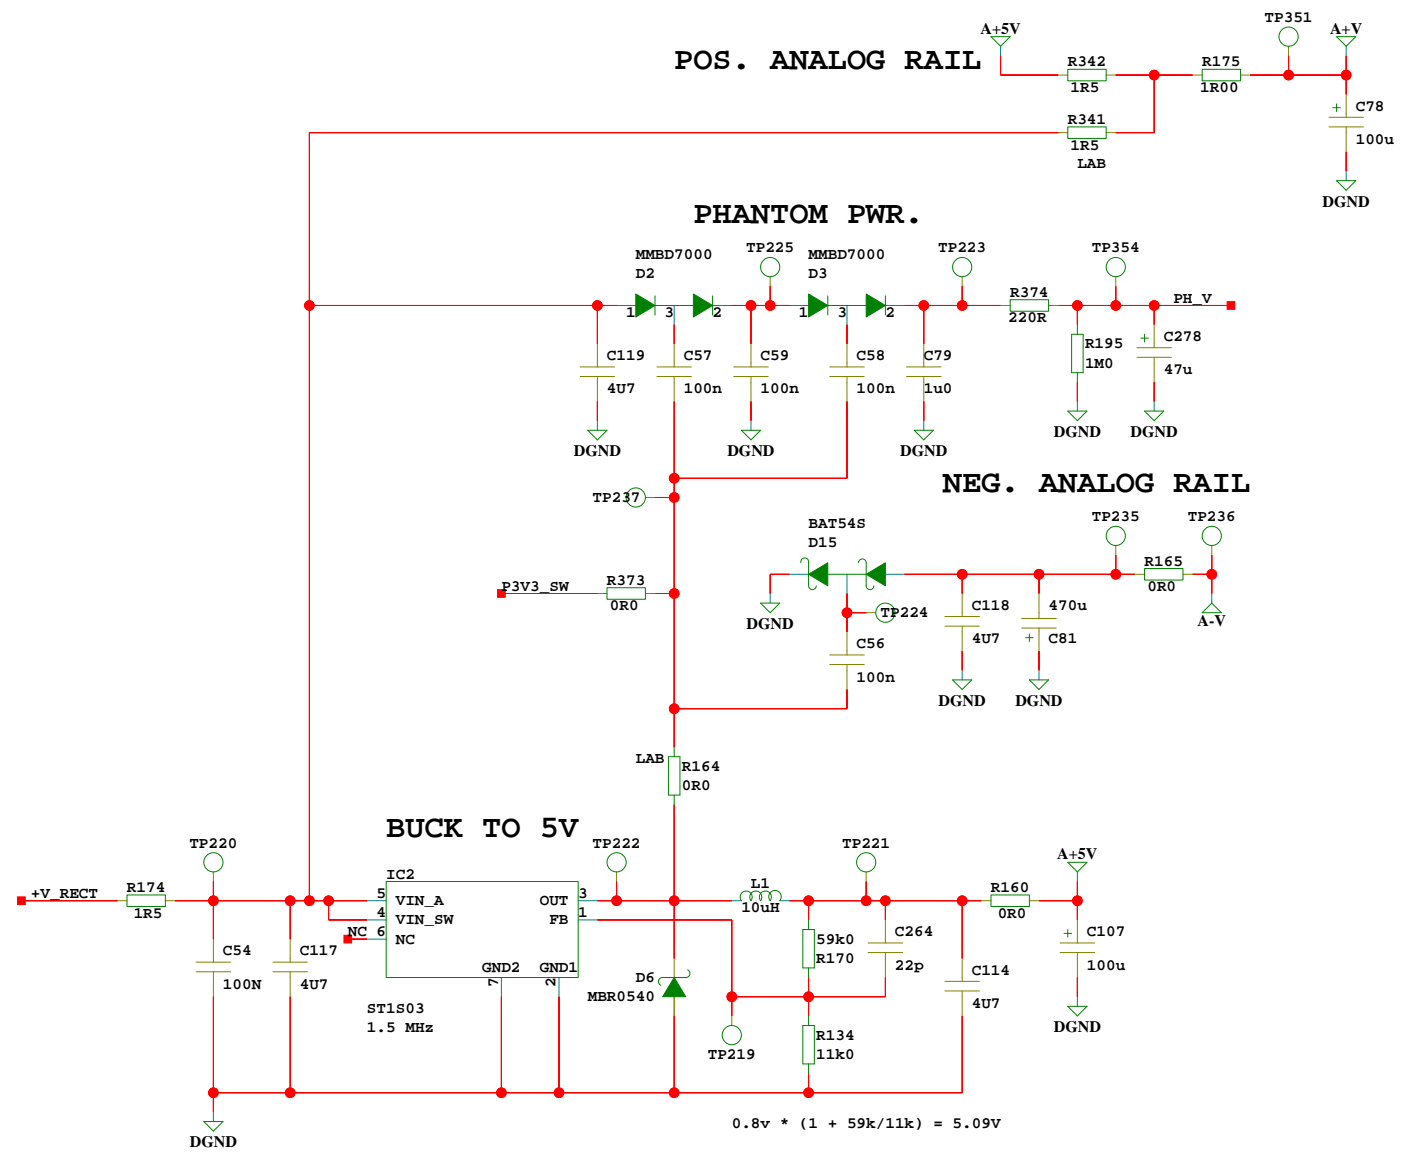 TP351
A+5V
A+V
POS. ANALOG RAIL
R342
1R5
R175
1R00
C78
100u
R341
1R5
LAB
DGND
PHANTOM PWR.
MMBD7000
D2
TP225
MMBD7000
D3
TP223
TP354
1 3 2
1 3 2
R374
220R
PH_V
C119
4U7
C57
100n
C59
100n
C58
100n
C79
1u0
R195
1M0
C278
47u
DGND
DGND
DGND
DGND
DGND
NEG. ANALOG RAIL
TP237
BAT54S
D15
TP235
TP236
P3V3_SW
R373
0R0
R165
0R0
DGND
TP224
C118
4U7
470u
C81
A-V
C56
100n
DGND
DGND
LAB
R164
0R0
BUCK TO 5V
TP220
TP222
TP221
A+5V
+V_RECT
R174
1R5
IC2
5 VIN_A
4 VIN_SW
NC 6 NC
OUT 3
FB 1
GND2
7
GND1
2
L1
10uH
R160
0R0
C54
100N
C117
4U7
ST1S03
1.5 MHz
D6
MBR0540
59k0
R170
C264
22p
C114
4U7
C107
100u
DGND
TP219
R134
11k0
DGND
0.8v * (1 + 59k/11k) = 5.09V